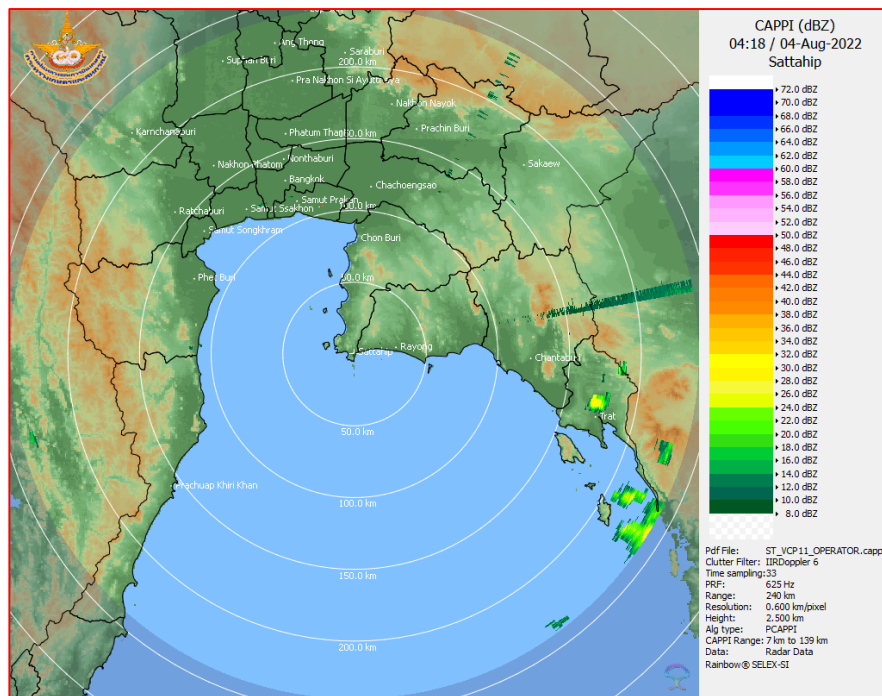 CAPPI (dBZ)
04:18 / 04-Aug-2022
Sattahip
72.0 dBZ
70.0 dBZ
68.0 dBZ
66.0 dBZ
64.0 dBZ
62.0 dBZ
60.0 dBZ
58.0 dBZ
56.0 dBZ
54.0 dBZ
52.0 dBZ
50.0 dBZ
48.0 dBZ
46.0 dBZ
44.0 dBZ
42.0 dBZ
40.0 dBZ
38.0 dBZ
36.0 dBZ
34.0 dBZ
32.0 dBZ
30.0 dBZ
28.0 dBZ
26.0 dBZ
24.0 dBZ
22.0 dBZ
20.0 dBZ
18.0 dBZ
16.0 dBZ
14.0 dBZ
12.0 dBZ
10.0 dBZ
8.0 dBZ
Pdf File: ST_VCP11_OPERATOR.capp
Clutter Filter: IIRDoppler 6
Time sampling:33
PRF: 625 Hz
Range: 240 km
Resolution: 0.600 km/pixel
Height: 2.500 km
Alg type: PCAPPI
CAPPI Range: 7 km to 139 km
Data: Radar Data
Rainbow® SELEX-SI
Ang Thong
Saraburi
Suphan Buri
200.0 km
Pra Nakhon Si Ayutthaya
Nakhon Nayok
Karnchanaburi
Phatum Thani
Prachin Buri
Nonthaburi
Nakhon Phatom
Sakaew
Bangkok
Chachoengsao
Samut Prakan
Ratchaburi
Samut Ssakhon
Samut Songkhram
Chon Buri
50.0 km
Rayong
Sattahip
Chantaburi
Trat
50.0 km
Prachuap Khiri Khan
100.0 km
150.0 km
200.0 km